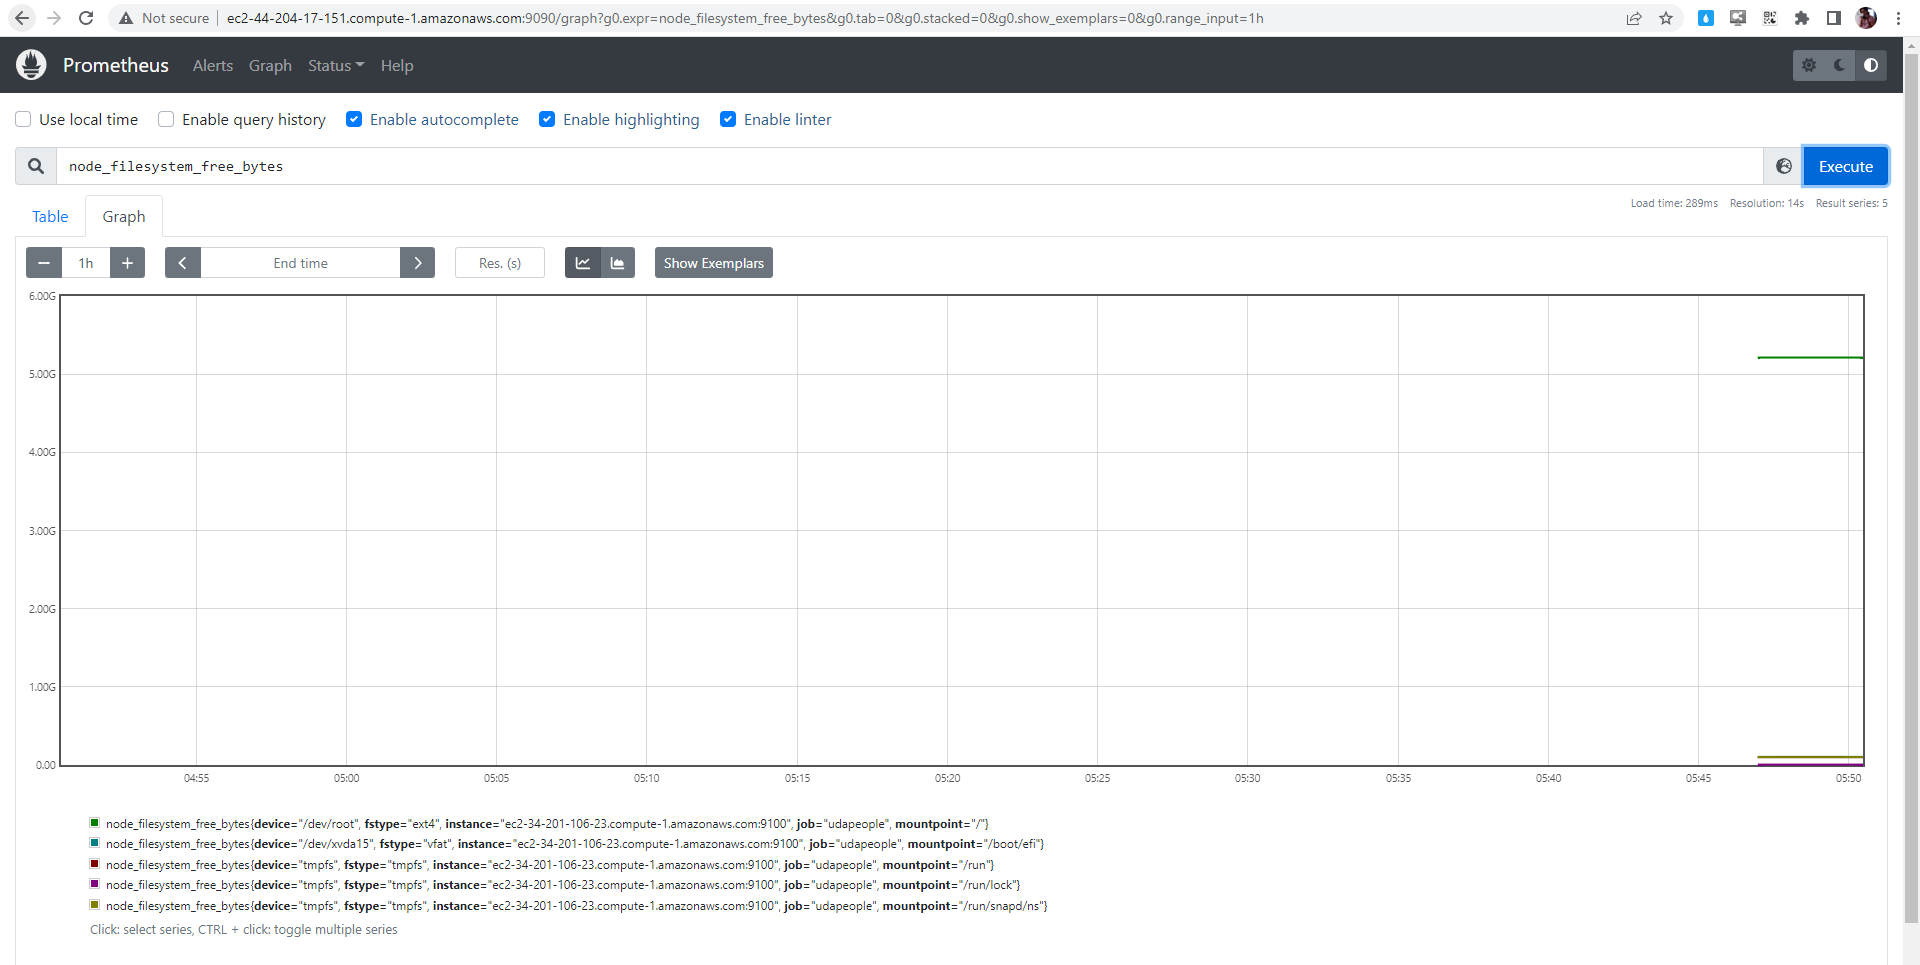 Not secure | ec2-44-204-17-151.compute-1.amazonaws.com:9090/graph?g0.expr=node_filesystem_free_bytes&g0.tab=0&g0.stacked=0&g0.show_exemplars=0&g0.range_input=1h
Prometheus Alerts Graph Status Help
Use local time Enable query history Enable autocomplete Enable highlighting Enable linter
node_filesystem_free_bytes Execute
Table Graph Load time: 289ms Resolution: 14s Result series: 5
1h End time Res. (s) Show Exemplars
6.00G
5.00G
4.00G
3.00G
2.00G
1.00G
0.00
04:55 05:00 05:05 05:10 05:15 05:20 05:25 05:30 05:35 05:40 05:45 05:50
node_filesystem_free_bytes{device="/dev/root", fstype="ext4", instance="ec2-34-201-106-23.compute-1.amazonaws.com:9100", job="udapeople", mountpoint="/"}
node_filesystem_free_bytes{device="/dev/xvda15", fstype="vfat", instance="ec2-34-201-106-23.compute-1.amazonaws.com:9100", job="udapeople", mountpoint="/boot/efi"}
node_filesystem_free_bytes{device="tmpfs", fstype="tmpfs", instance="ec2-34-201-106-23.compute-1.amazonaws.com:9100", job="udapeople", mountpoint="/run"}
node_filesystem_free_bytes{device="tmpfs", fstype="tmpfs", instance="ec2-34-201-106-23.compute-1.amazonaws.com:9100", job="udapeople", mountpoint="/run/lock"}
node_filesystem_free_bytes{device="tmpfs", fstype="tmpfs", instance="ec2-34-201-106-23.compute-1.amazonaws.com:9100", job="udapeople", mountpoint="/run/snapd/ns"}
Click: select series, CTRL + click: toggle multiple series